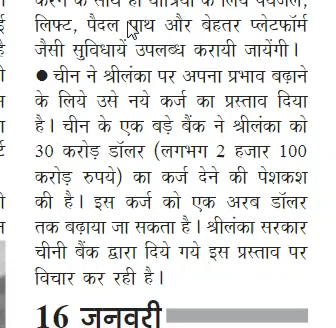 करने के साथ ही यात्रियों के लिये पेयजल,
लिफ्ट, पैदल पाथ और बेहतर प्लेटफॉर्म
जैसी सुविधायें उपलब्ध करायी जायेंगी।
● चीन ने श्रीलंका पर अपना प्रभाव बढ़ाने
के लिये उसे नये कर्ज का प्रस्ताव दिया
है। चीन के एक बड़े बैंक ने श्रीलंका को
30 करोड़ डॉलर (लगभग 2 हजार 100
करोड़ रुपये) का कर्ज देने की पेशकश
की है। इस कर्ज को एक अरब डॉलर
तक बढ़ाया जा सकता है। श्रीलंका सरकार
चीनी बैंक द्वारा दिये गये इस प्रस्ताव पर
विचार कर रही है।
16 जनवरी